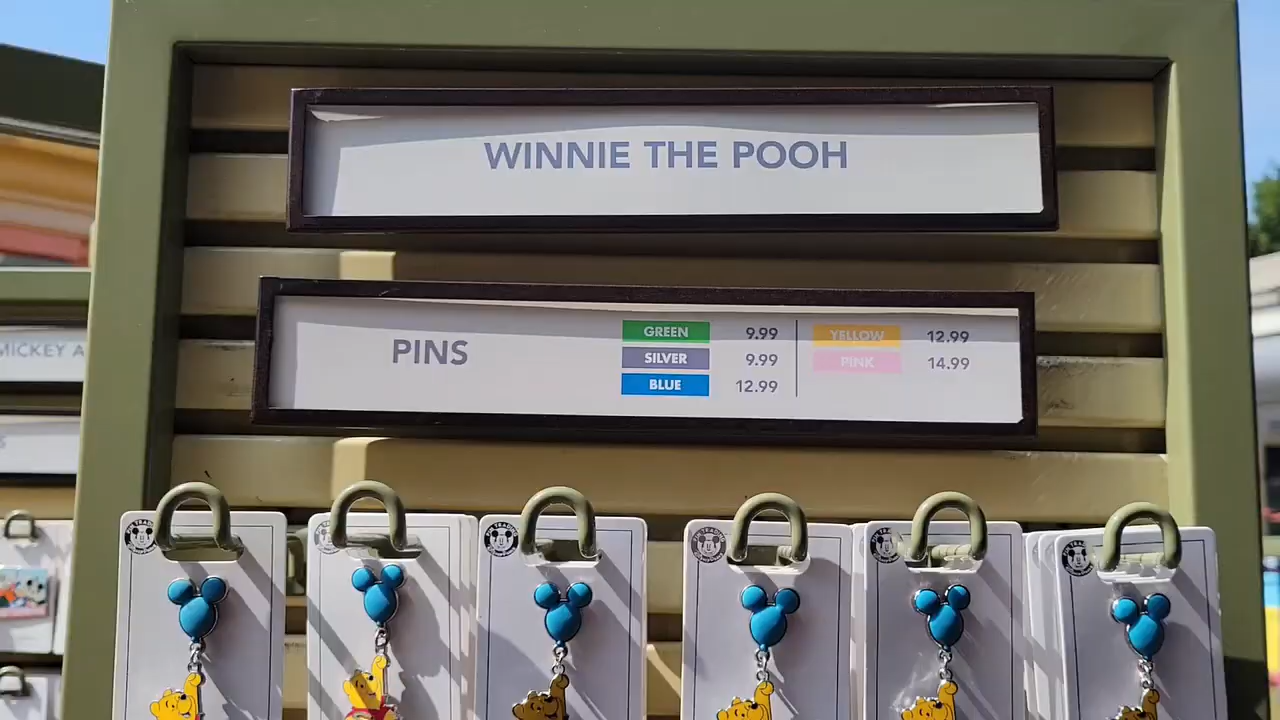 WINNIE THE POOH
PINS
GREEN 9.99
SILVER 9.99
BLUE 12.99
YELLOW 12.99
PINK 14.99
MICKEY A